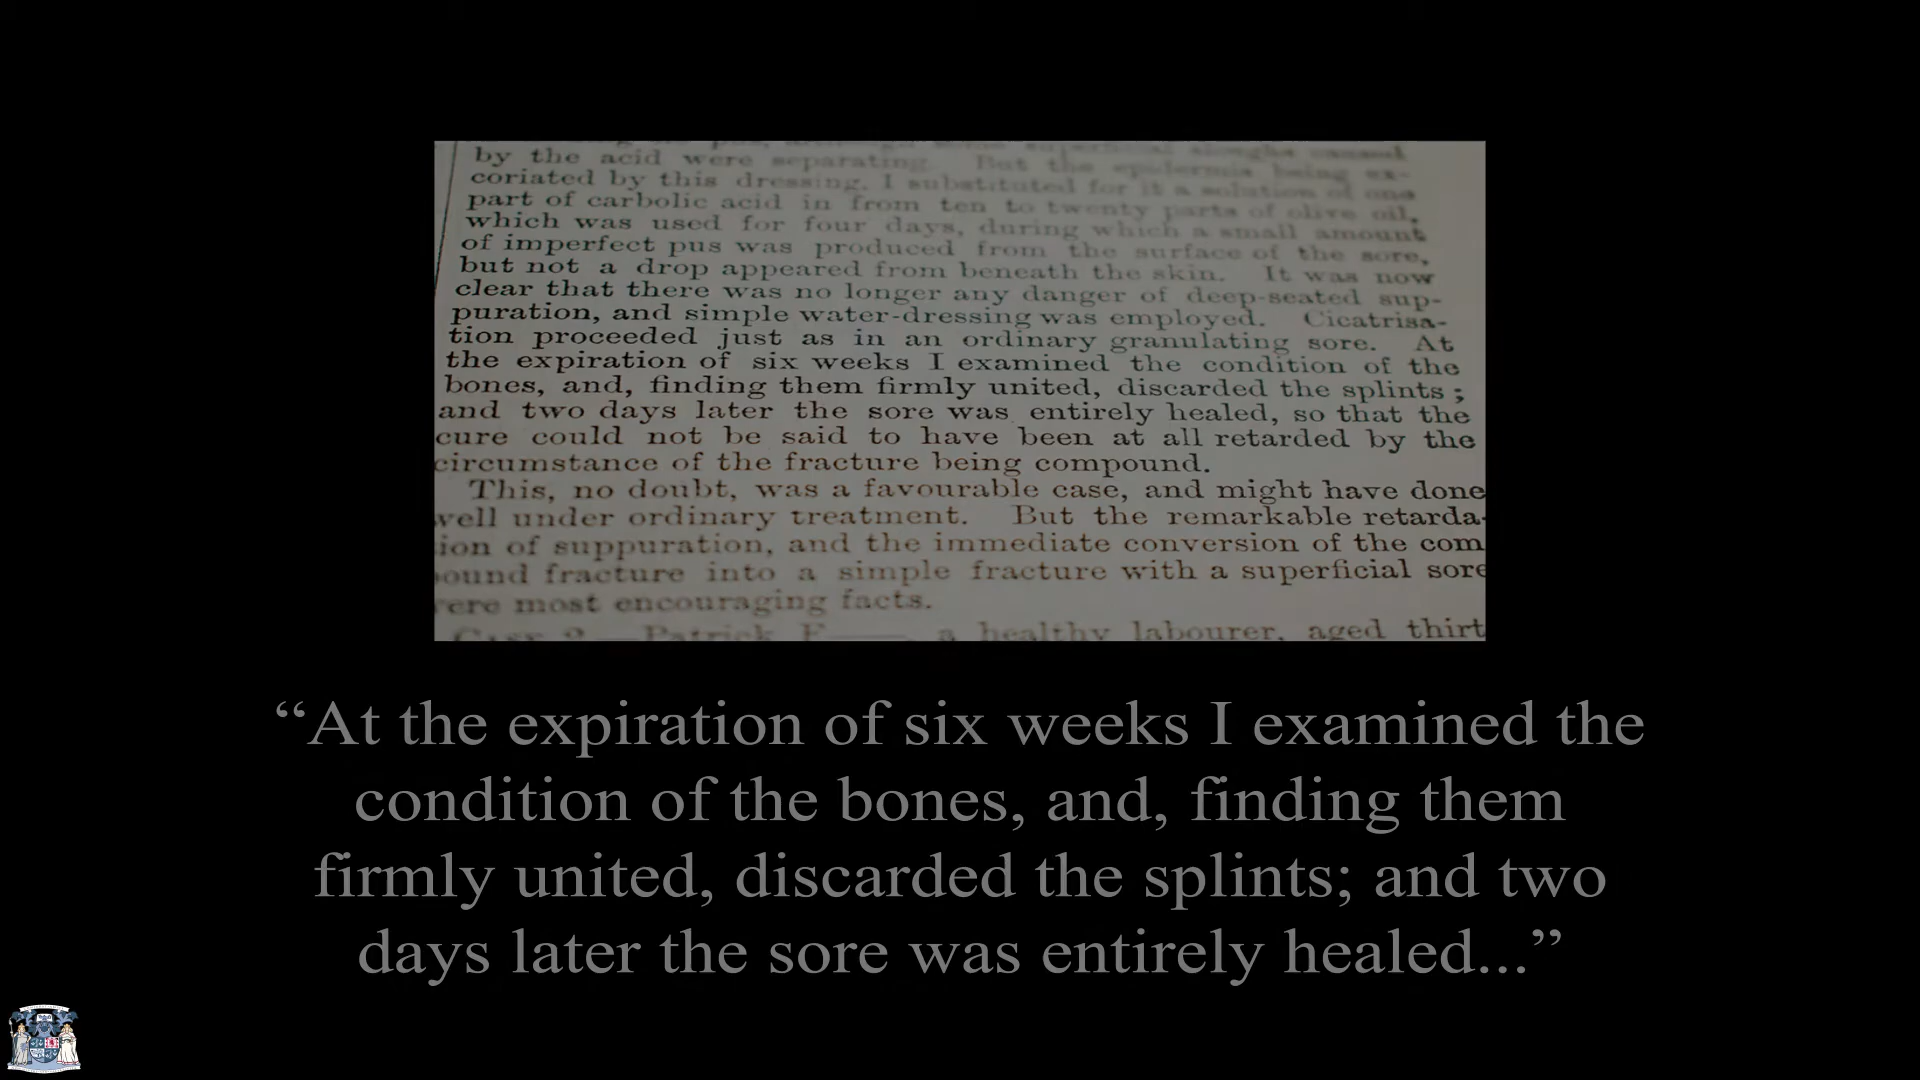 by the acid were separating. But the epidermis being ex-
coriated by this dressing, I substituted for it a solution of one
part of carbolic acid in from ten to twenty parts of olive oil,
which was used for four days, during which a small amount
of imperfect pus was produced from the surface of the sore,
but not a drop appeared from beneath the skin. It was now
clear that there was no longer any danger of deep-seated sup-
puration, and simple water-dressing was employed. Cicatrisa-
tion proceeded just as in an ordinary granulating sore. At
the expiration of six weeks I examined the condition of the
bones, and, finding them firmly united, discarded the splints;
and two days later the sore was entirely healed, so that the
cure could not be said to have been at all retarded by the
circumstance of the fracture being compound.
This, no doubt, was a favourable case, and might have done
well under ordinary treatment. But the remarkable retarda-
ion of suppuration, and the immediate conversion of the com
ound fracture into a simple fracture with a superficial sore
ere most encouraging facts.
Case 2.—Patrick F——, a healthy labourer, aged thirt
“At the expiration of six weeks I examined the
condition of the bones, and, finding them
firmly united, discarded the splints; and two
days later the sore was entirely healed...”